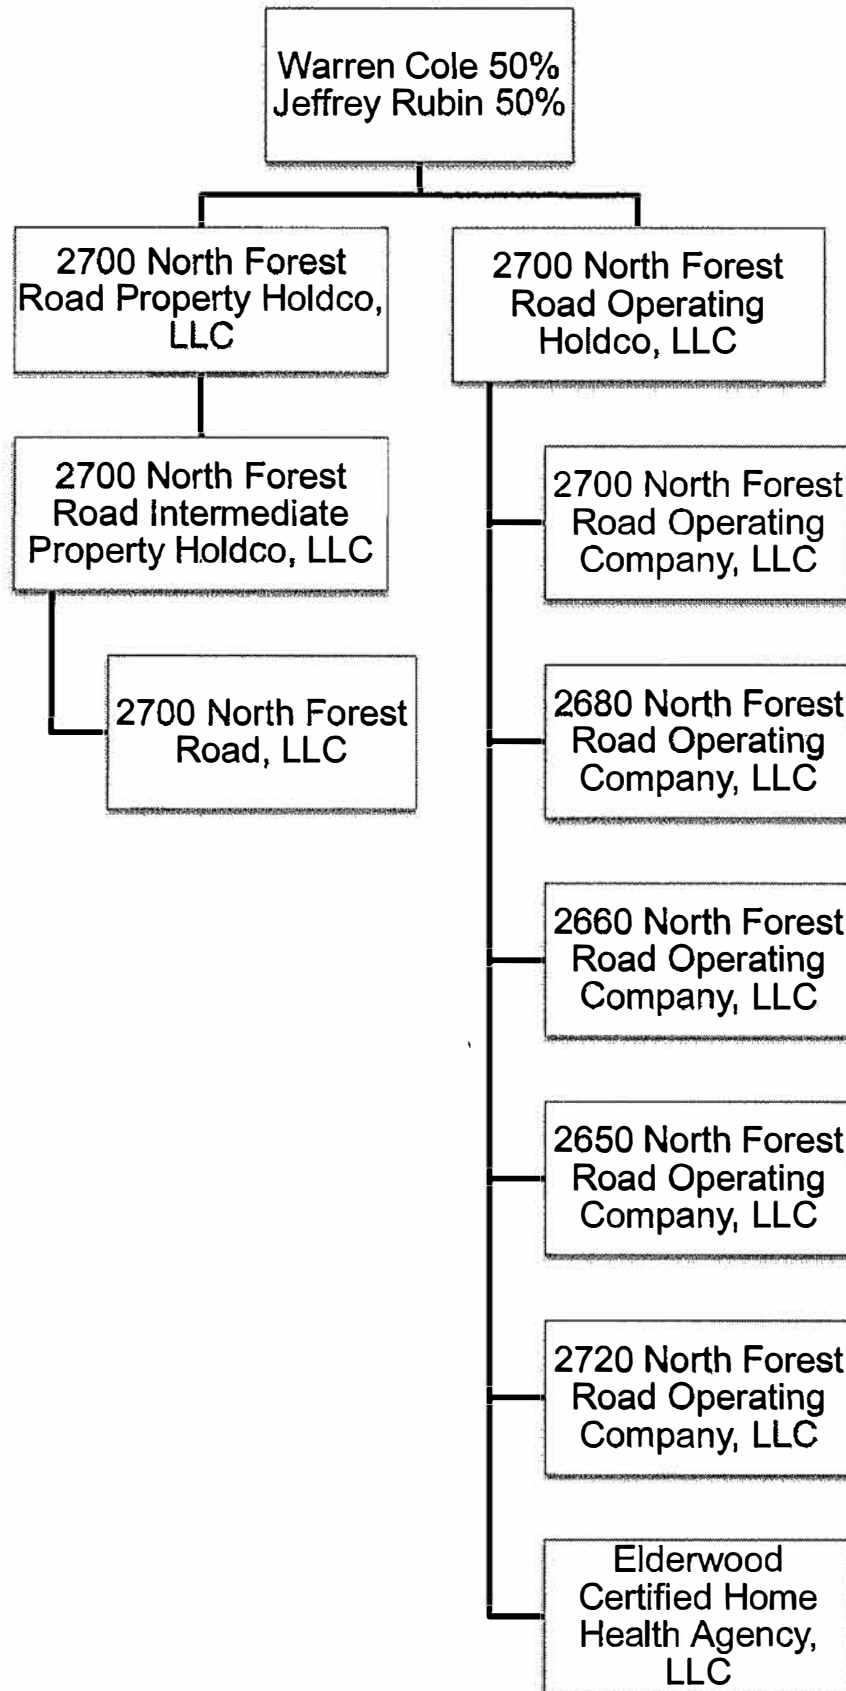 Warren Cole 50%
Jeffrey Rubin 50%
2700 North Forest
Road Property Holdco,
LLC
2700 North Forest
Road Intermediate
Property Holdco, LLC
2700 North Forest
Road, LLC
2700 North Forest
Road Operating
Holdco, LLC
2700 North Forest
Road Operating
Company, LLC
2680 North Forest
Road Operating
Company, LLC
2660 North Forest
Road Operating
Company, LLC
2650 North Forest
Road Operating
Company, LLC
2720 North Forest
Road Operating
Company, LLC
Elderwood
Certified Home
Health Agency,
LLC